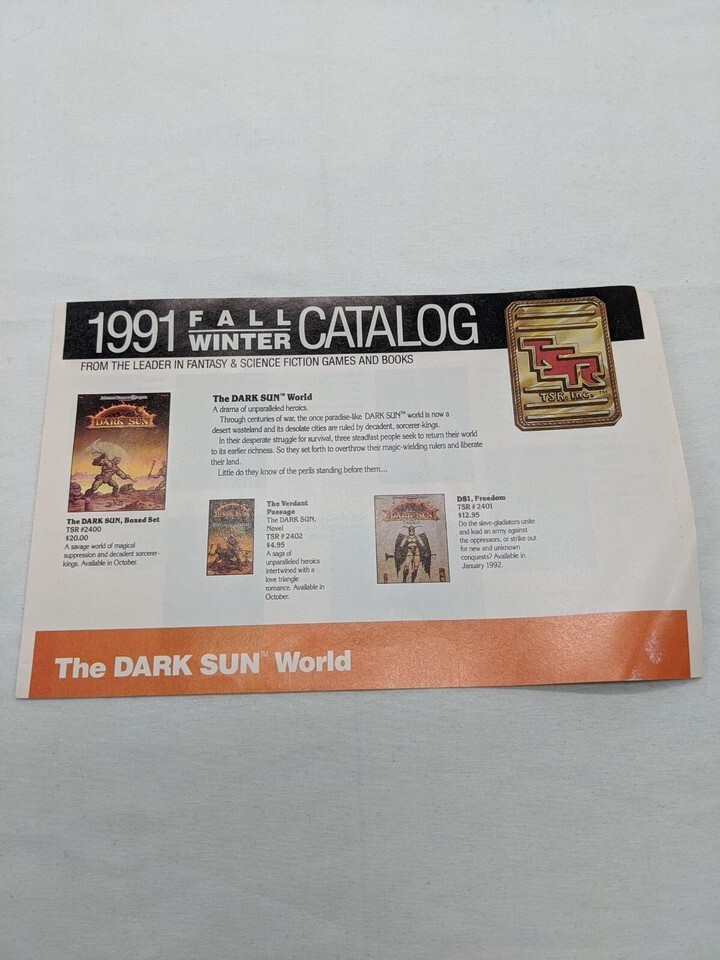 1991 FALL WINTER CATALOG
FROM THE LEADER IN FANTASY & SCIENCE FICTION GAMES AND BOOKS
TSR
TSR, Inc.™
DARK SUN
The DARK SUN, Boxed Set
TSR #2400
$20.00
A savage world of magical
suppression and decadent sorcerer-
kings. Available in October.
The DARK SUN™ World
A drama of unparalleled heroics.
Through centuries of war, the once paradise-like DARK SUN™ world is now a
desert wasteland and its desolate cities are ruled by decadent, sorcerer-kings.
In their desperate struggle for survival, three steadfast people seek to return their world
to its earlier richness. So they set forth to overthrow their magic-wielding rulers and liberate
their land.
Little do they know of the perils standing before them...
The Verdant
Passage
The DARK SUN,
Novel
TSR # 2402
$4.95
A saga of
unparalleled heroics
intertwined with a
love triangle
romance. Available in
October.
DARK SUN
DS1, Freedom
TSR # 2401
$12.95
Do the slave-gladiators unite
and lead an army against
the oppressors, or strike out
for new and unknown
conquests? Available in
January 1992.
The DARK SUN™ World